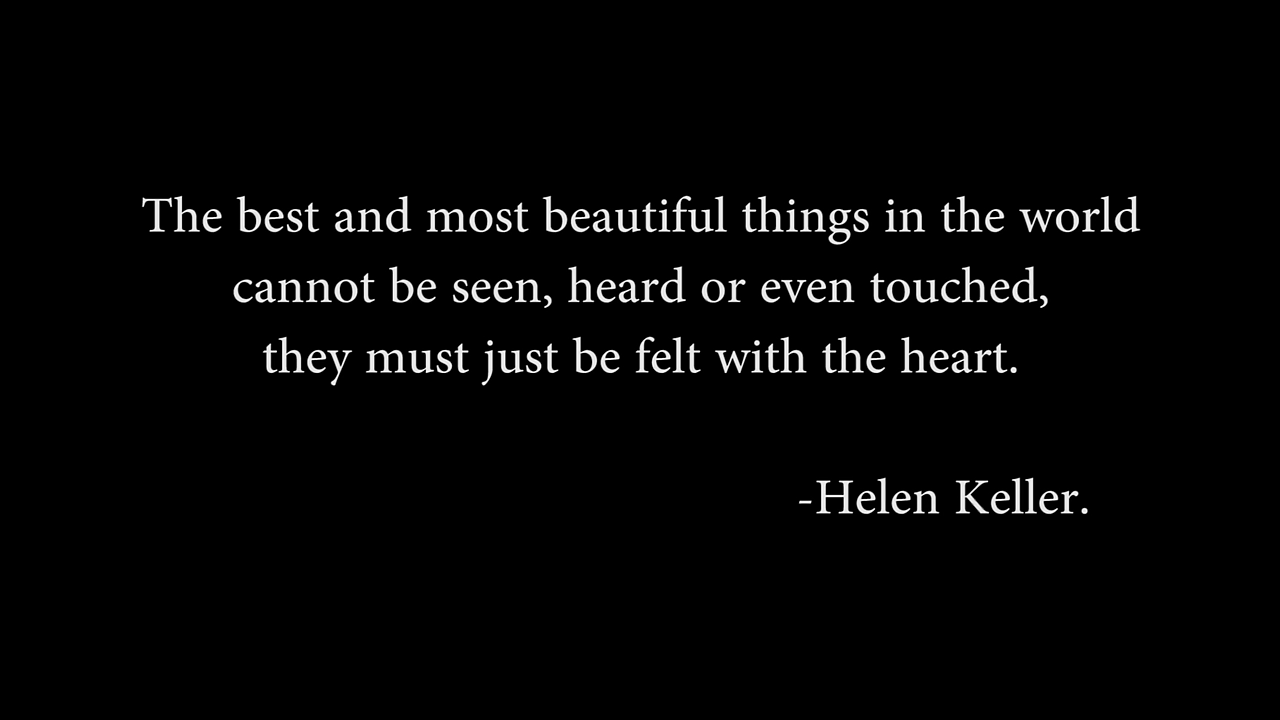 The best and most beautiful things in the world
cannot be seen, heard or even touched,
they must just be felt with the heart.
-Helen Keller.